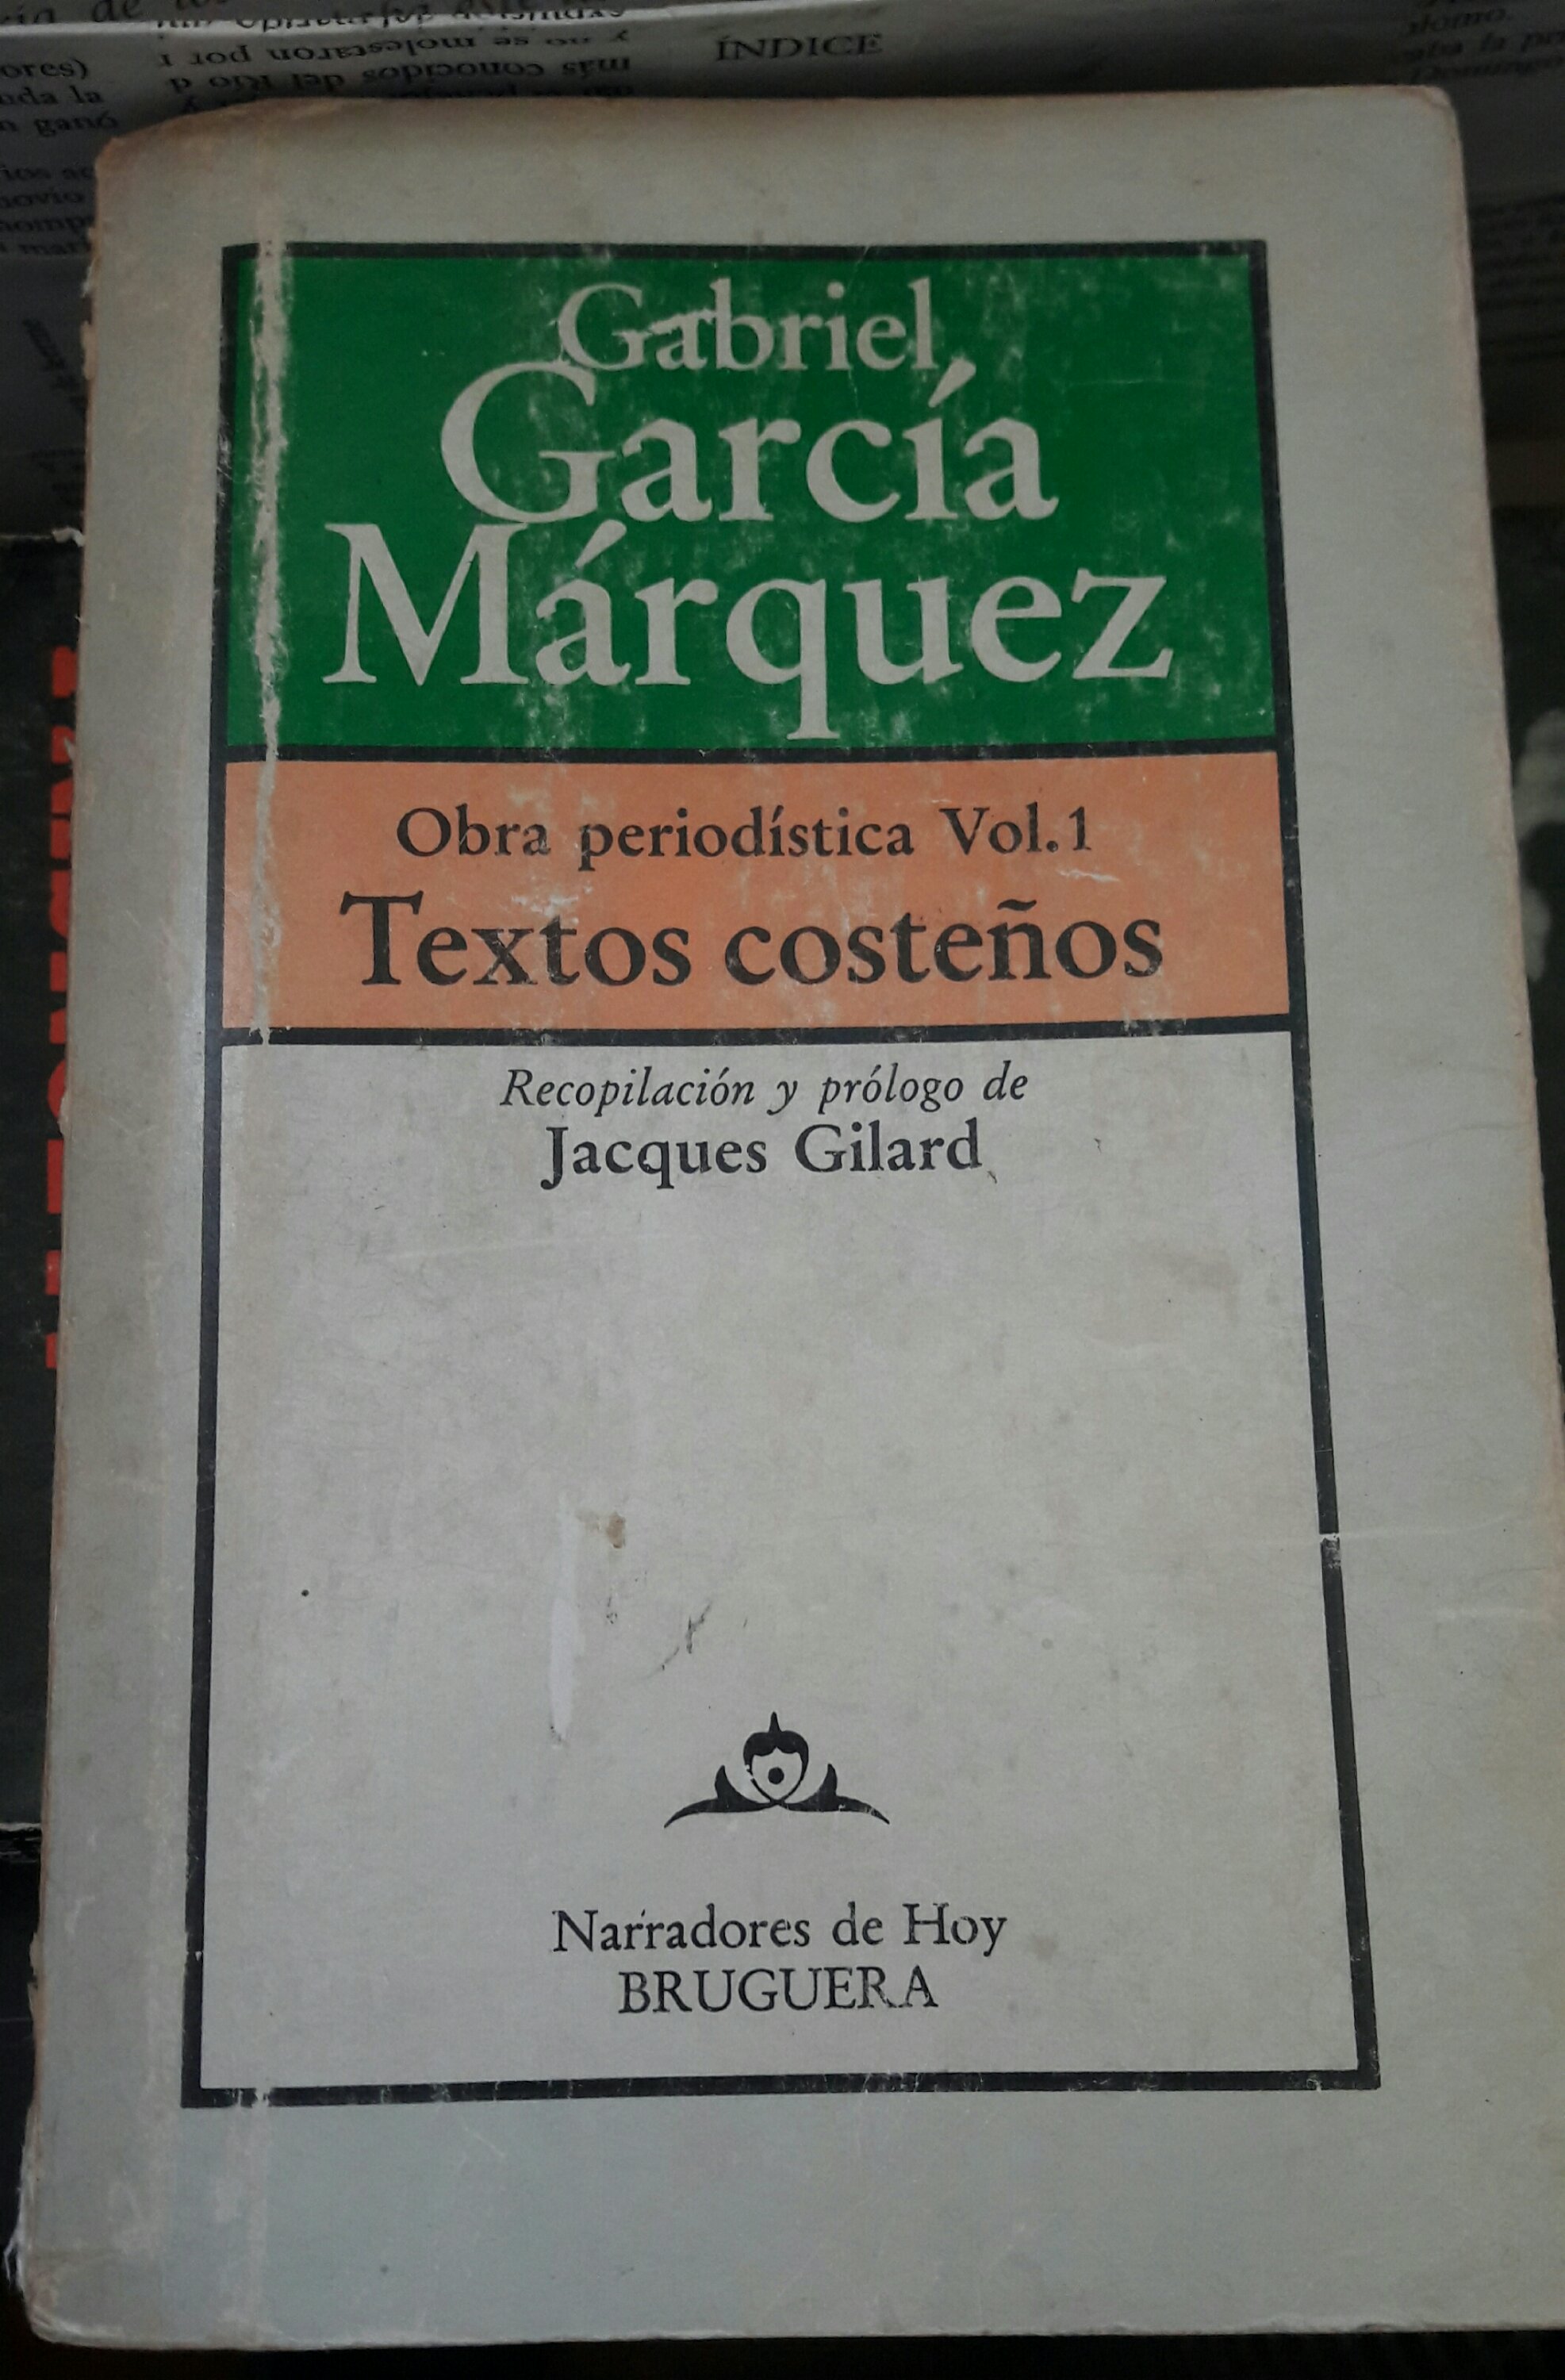 ÍNDICE
Gabriel
García
Márquez
Obra periodística Vol.1
Textos costeños
Recopilación y prólogo de
Jacques Gilard
Narradores de Hoy
BRUGUERA